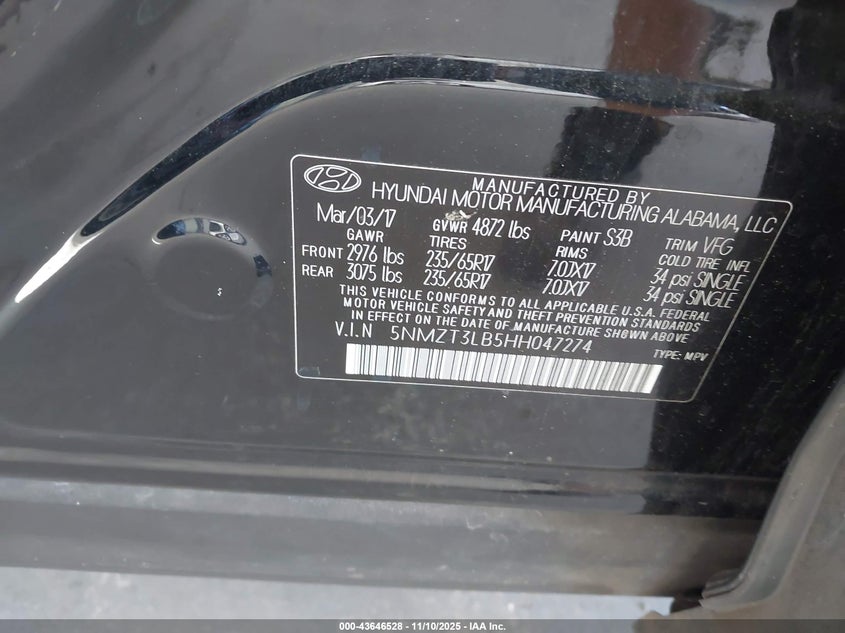 MANUFACTURED BY
HYUNDAI MOTOR MANUFACTURING ALABAMA, LLC
Mar/03/17 GVWR 4872 lbs PAINT S3B TRIM VFG
GAWR TIRES RIMS COLD TIRE INFL
FRONT 2976 lbs 235/65R17 7.0JX17 34 psi SINGLE
REAR 3075 lbs 235/65R17 7.0JX17 34 psi SINGLE
THIS VEHICLE CONFORMS TO ALL APPLICABLE U.S.A. FEDERAL
MOTOR VEHICLE SAFETY AND THEFT PREVENTION STANDARDS
IN EFFECT ON THE DATE OF MANUFACTURE SHOWN ABOVE
V.I.N 5NMZT3LB5HH047274 TYPE: MPV
000-43646528 - 11/10/2025 - IAA Inc.